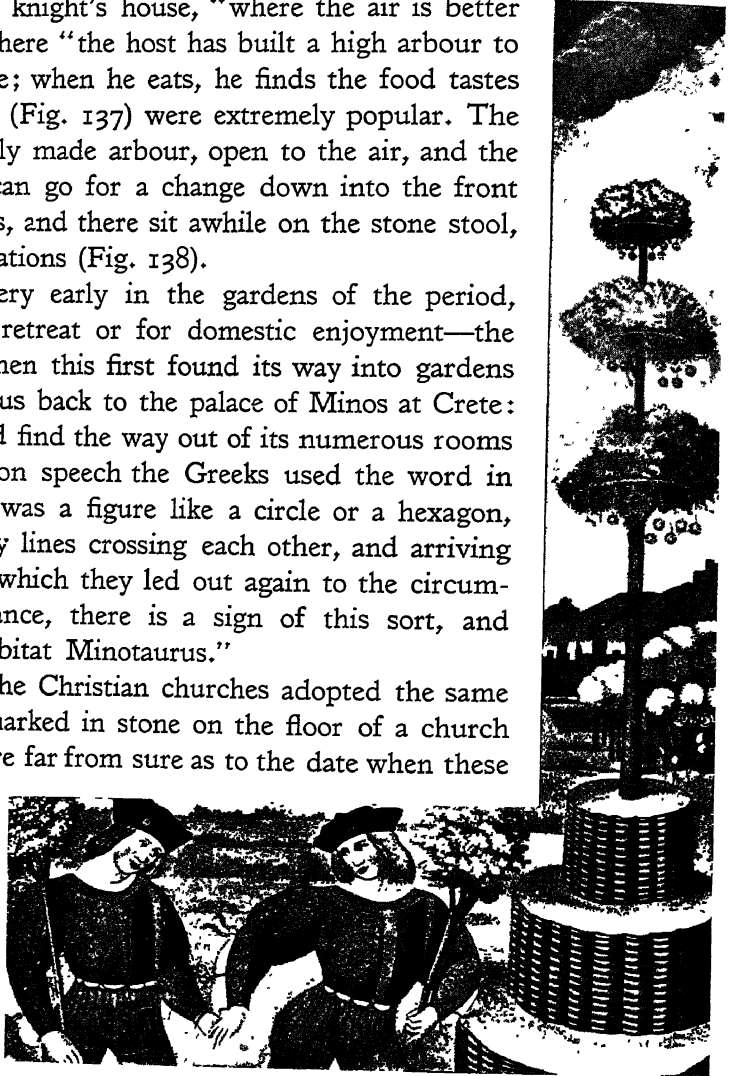 knight's house, "where the air is better
here "the host has built a high arbour to
e; when he eats, he finds the food tastes
(Fig. 137) were extremely popular. The
ly made arbour, open to the air, and the
can go for a change down into the front
s, and there sit awhile on the stone stool,
ations (Fig. 138).
ery early in the gardens of the period,
retreat or for domestic enjoyment—the
hen this first found its way into gardens
us back to the palace of Minos at Crete:
d find the way out of its numerous rooms
on speech the Greeks used the word in
was a figure like a circle or a hexagon,
y lines crossing each other, and arriving
which they led out again to the circum-
ance, there is a sign of this sort, and
bitat Minotaurus."
he Christian churches adopted the same
marked in stone on the floor of a church
re far from sure as to the date when these